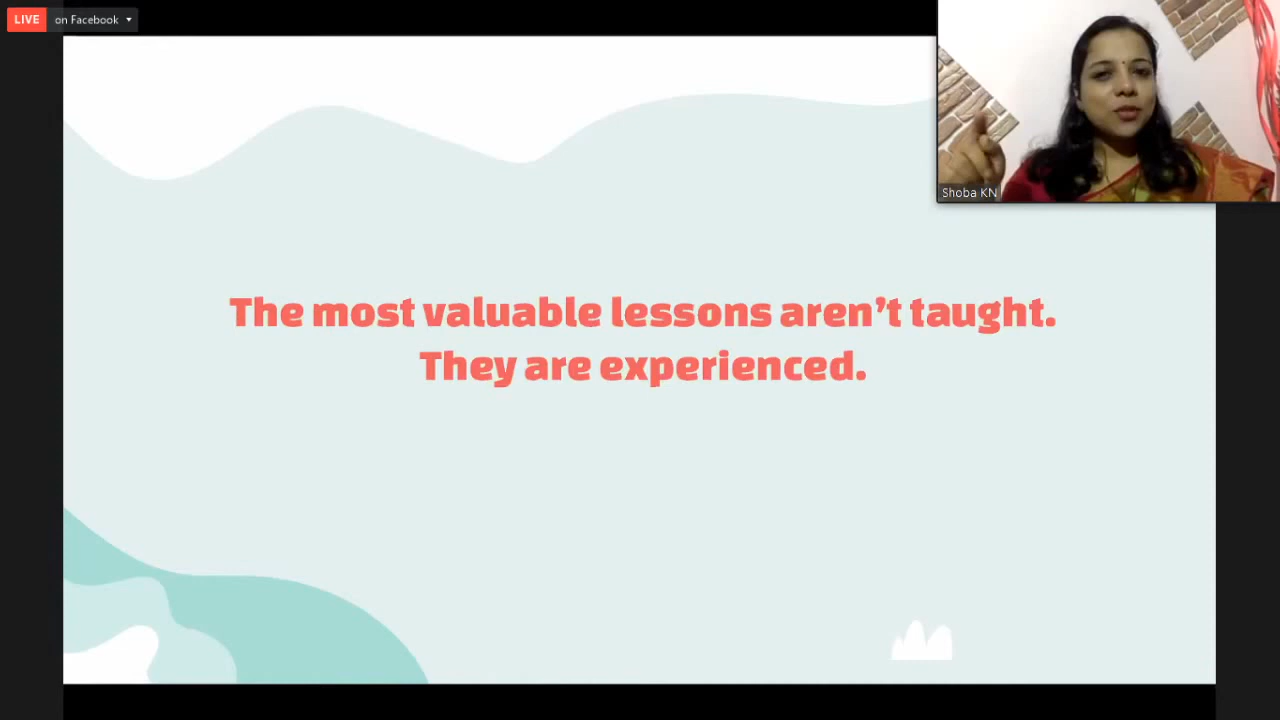 LIVE on Facebook
Shoba KN
The most valuable lessons aren’t taught.
They are experienced.